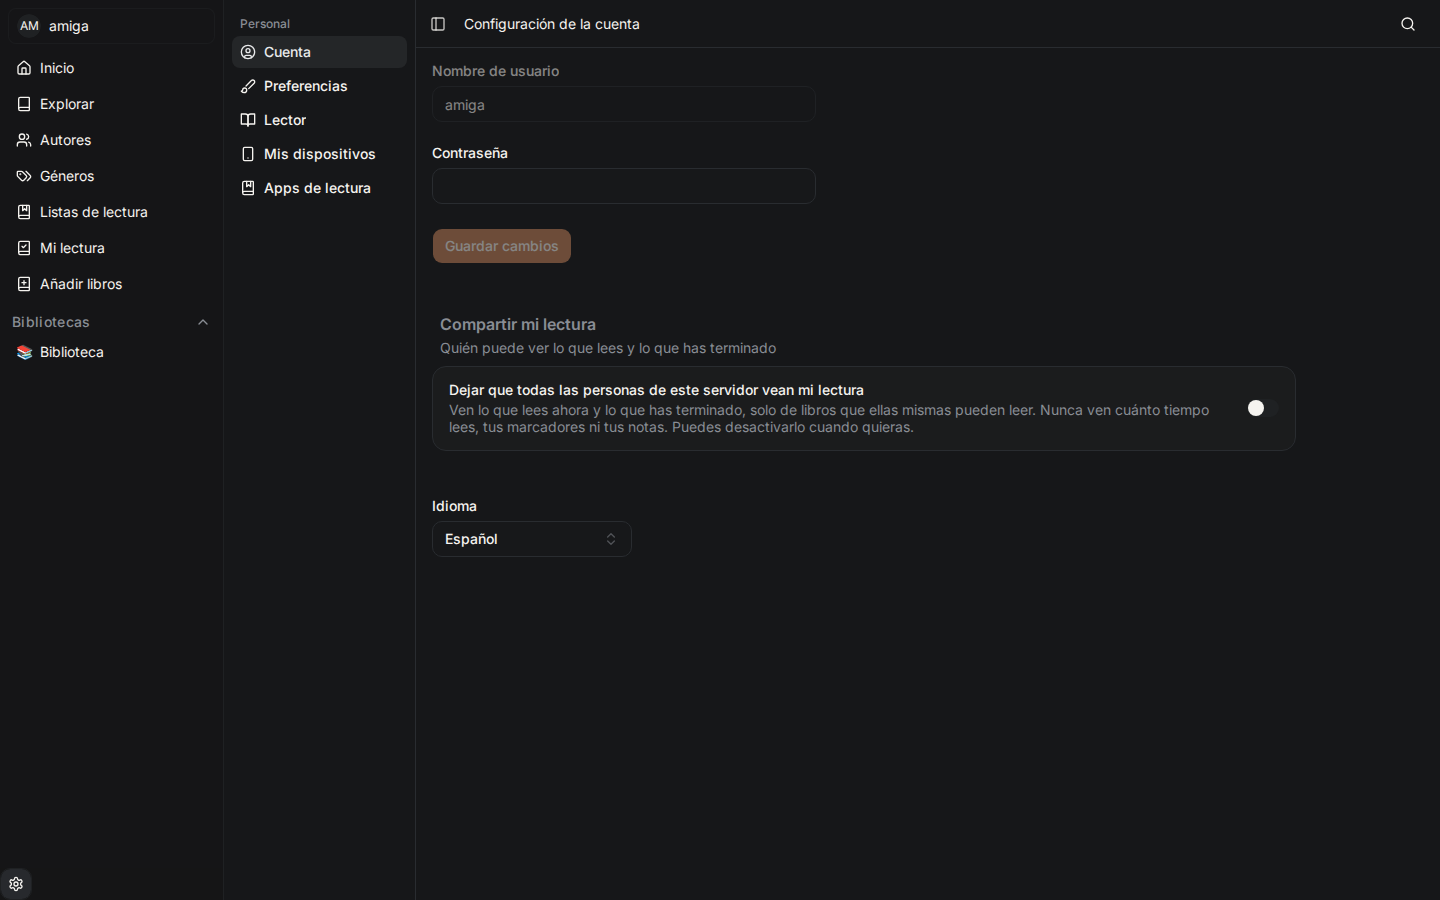 AM amiga
Inicio
Explorar
Autores
Géneros
Listas de lectura
Mi lectura
Añadir libros
Bibliotecas
Biblioteca
Personal
Cuenta
Preferencias
Lector
Mis dispositivos
Apps de lectura
Configuración de la cuenta
Nombre de usuario
amiga
Contraseña
Guardar cambios
Compartir mi lectura
Quién puede ver lo que lees y lo que has terminado
Dejar que todas las personas de este servidor vean mi lectura
Ven lo que lees ahora y lo que has terminado, solo de libros que ellas mismas pueden leer. Nunca ven cuánto tiempo
lees, tus marcadores ni tus notas. Puedes desactivarlo cuando quieras.
Idioma
Español